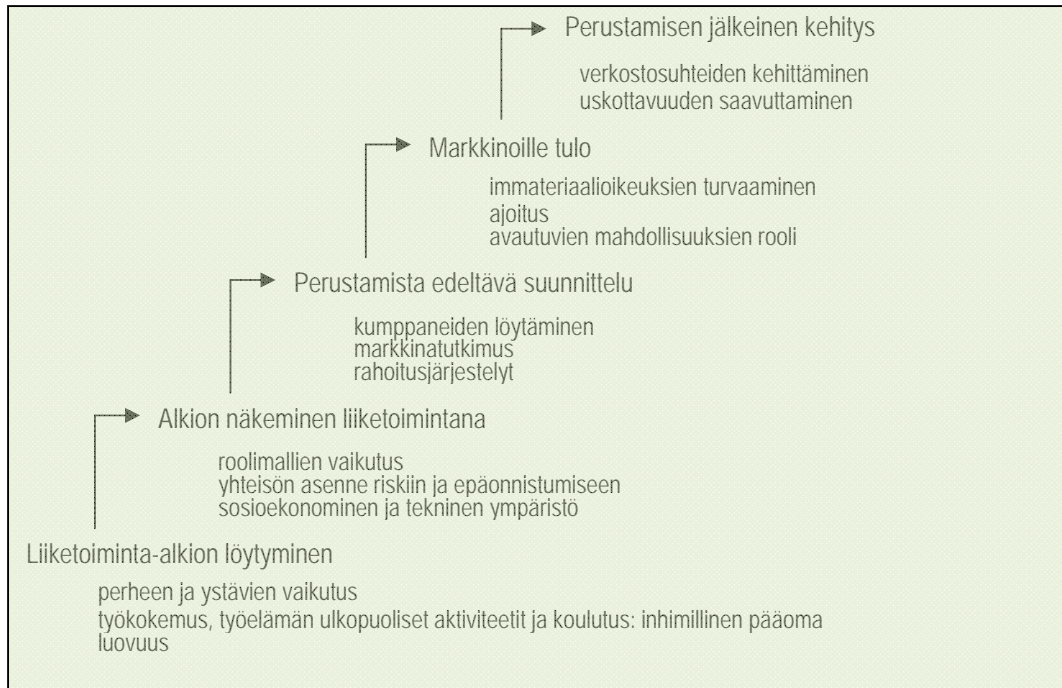 Perustamisen jälkeinen kehitys
verkostosuhteiden kehittäminen
uskottavuuden saavuttaminen
Markkinoille tulo
immateriaalioikeuksien turvaaminen
ajoitus
avautuvien mahdollisuuksien rooli
Perustamista edeltävä suunnittelu
kumppaneiden löytäminen
markkinatutkimus
rahoitusjärjestelyt
Alkion näkeminen liiketoimintana
roolimallien vaikutus
yhteisön asenne riskiin ja epäonnistumiseen
sosioekonominen ja tekninen ympäristö
Liiketoiminta-alkion löytyminen
perheen ja ystävien vaikutus
työkokemus, työelämän ulkopuoliset aktiviteetit ja koulutus: inhimillinen pääoma
luovuus